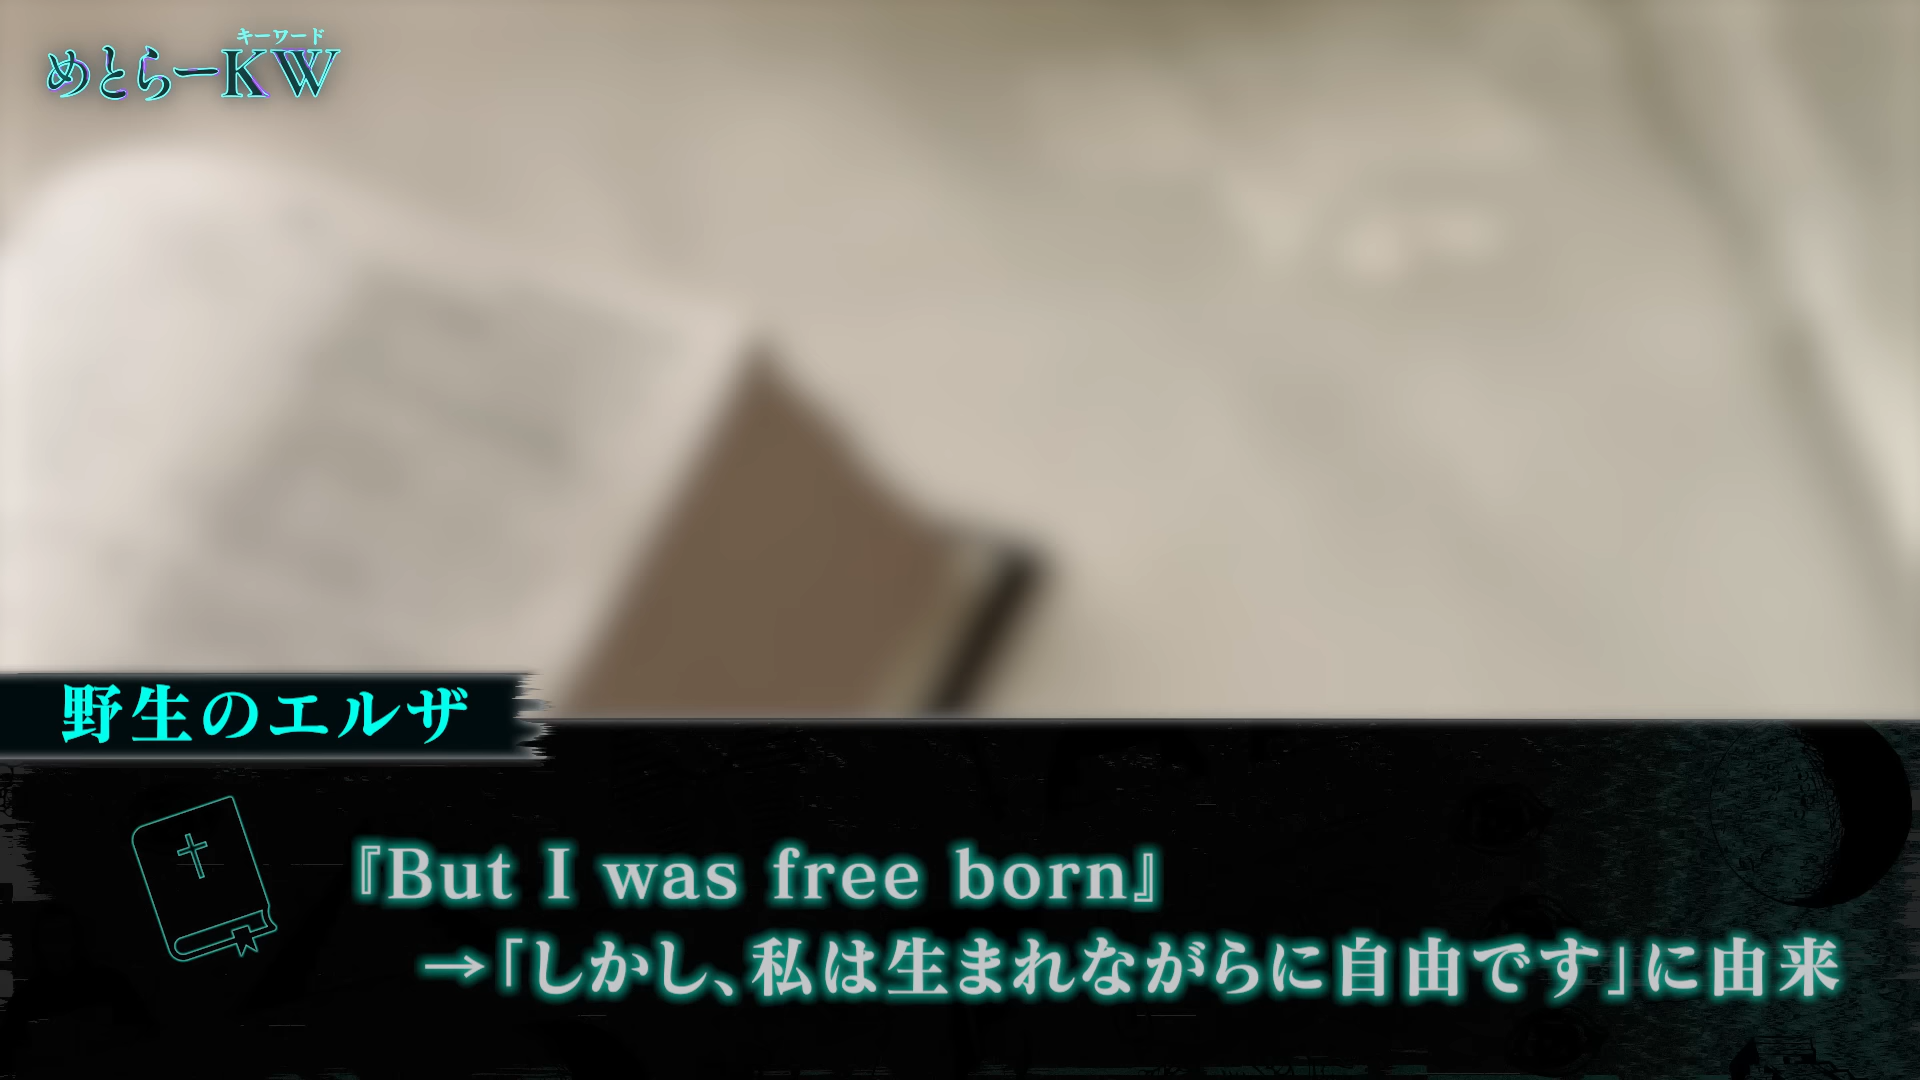 キーワード
めとらーKW
野生のエルザ
『But I was free born』
→「しかし、私は生まれながらに自由です」に由来